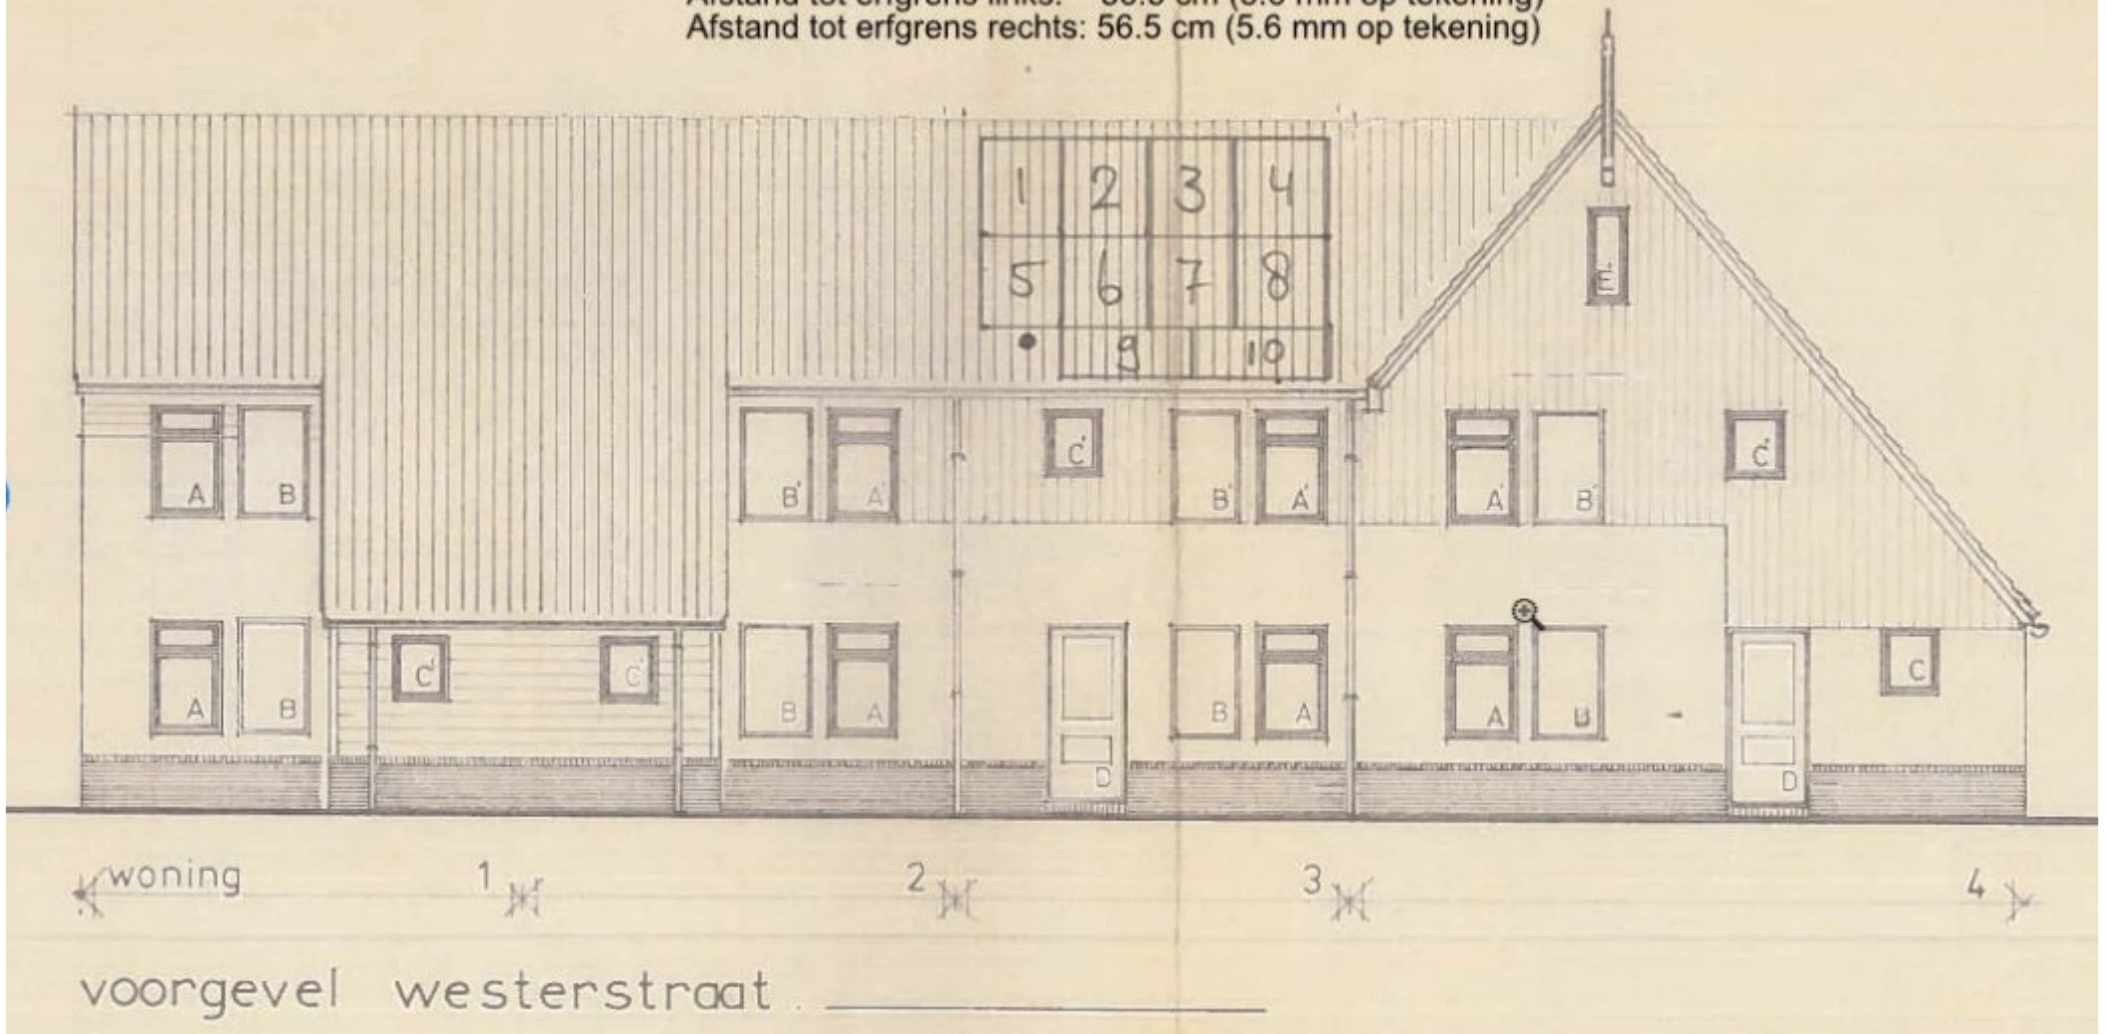 Afstand tot erfgrens rechts: 56.5 cm (5.6 mm op tekening)
1 2 3 4
5 6 7 8
9 10
E'
C' C'
A B B' A' B' A' A' B'
C' C' C
A B B A B A A B
D D
woning 1 2 3 4
voorgevel westerstraat